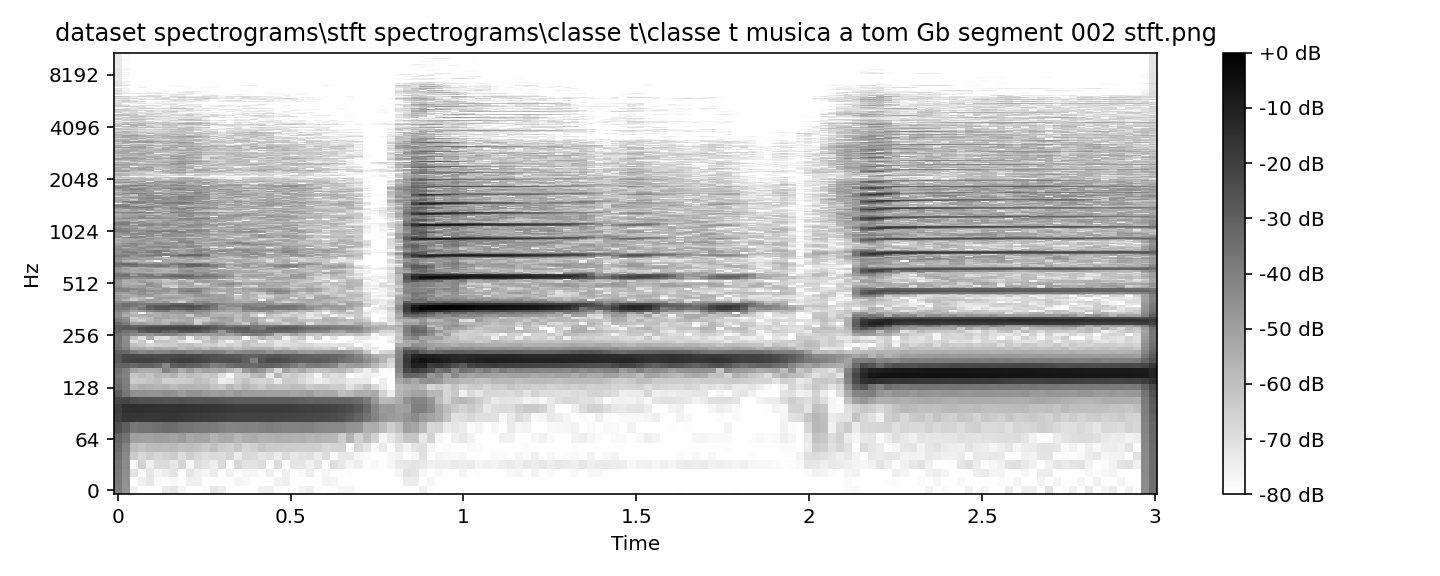 dataset spectrograms\stft spectrograms\classe t\classe t musica a tom Gb segment 002 stft.png
8192
4096
2048
1024
512
256
128
64
0
Hz
0
0.5
1
1.5
2
2.5
3
Time
+0 dB
-10 dB
-20 dB
-30 dB
-40 dB
-50 dB
-60 dB
-70 dB
-80 dB